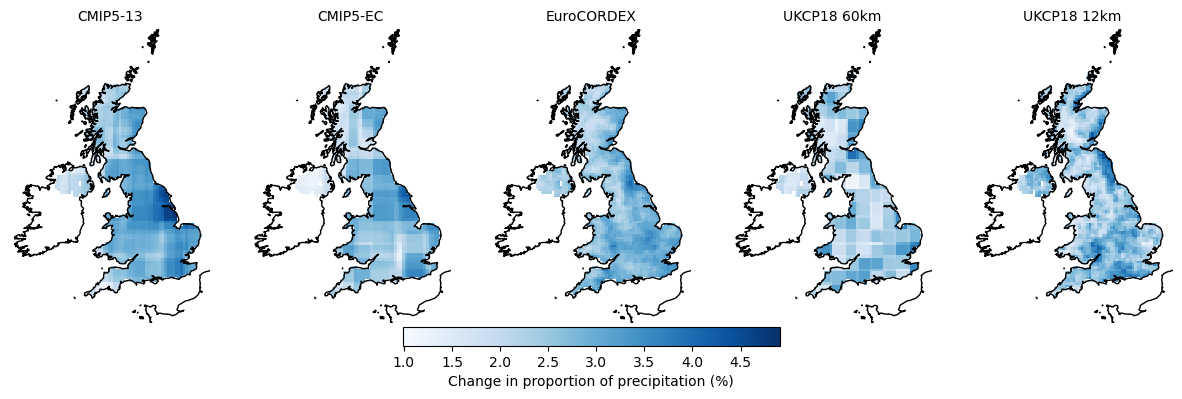 CMIP5-13 CMIP5-EC EuroCORDEX UKCP18 60km UKCP18 12km
1.0 1.5 2.0 2.5 3.0 3.5 4.0 4.5
Change in proportion of precipitation (%)